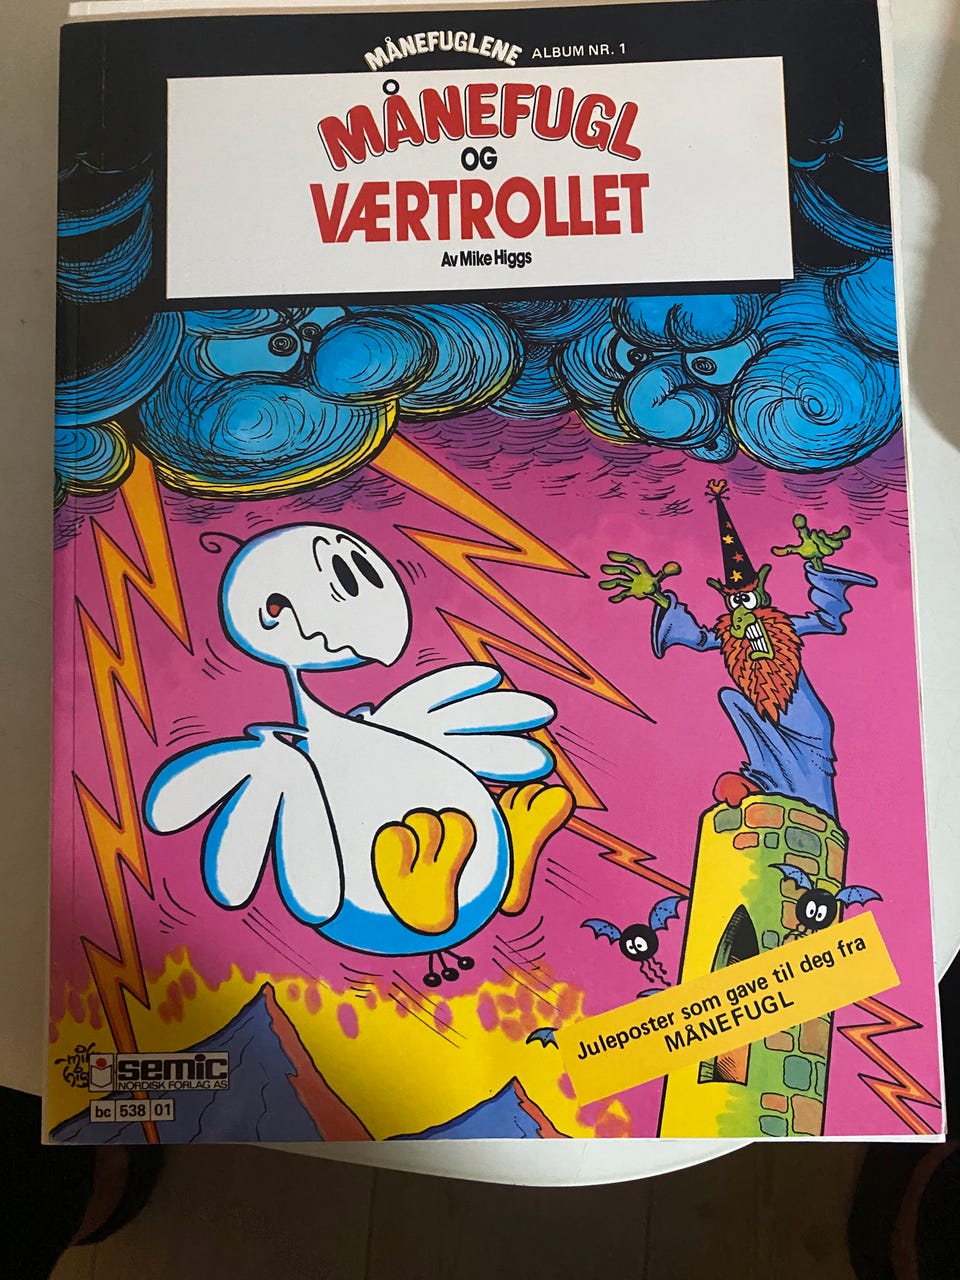 MÅNEFUGLENE ALBUM NR. 1
MÅNEFUGL
OG
VÆRTROLLET
Av Mike Higgs
Juleposter som gave til deg fra
MÅNEFUGL
semic
NORDISK FORLAG AS
bc 538 01